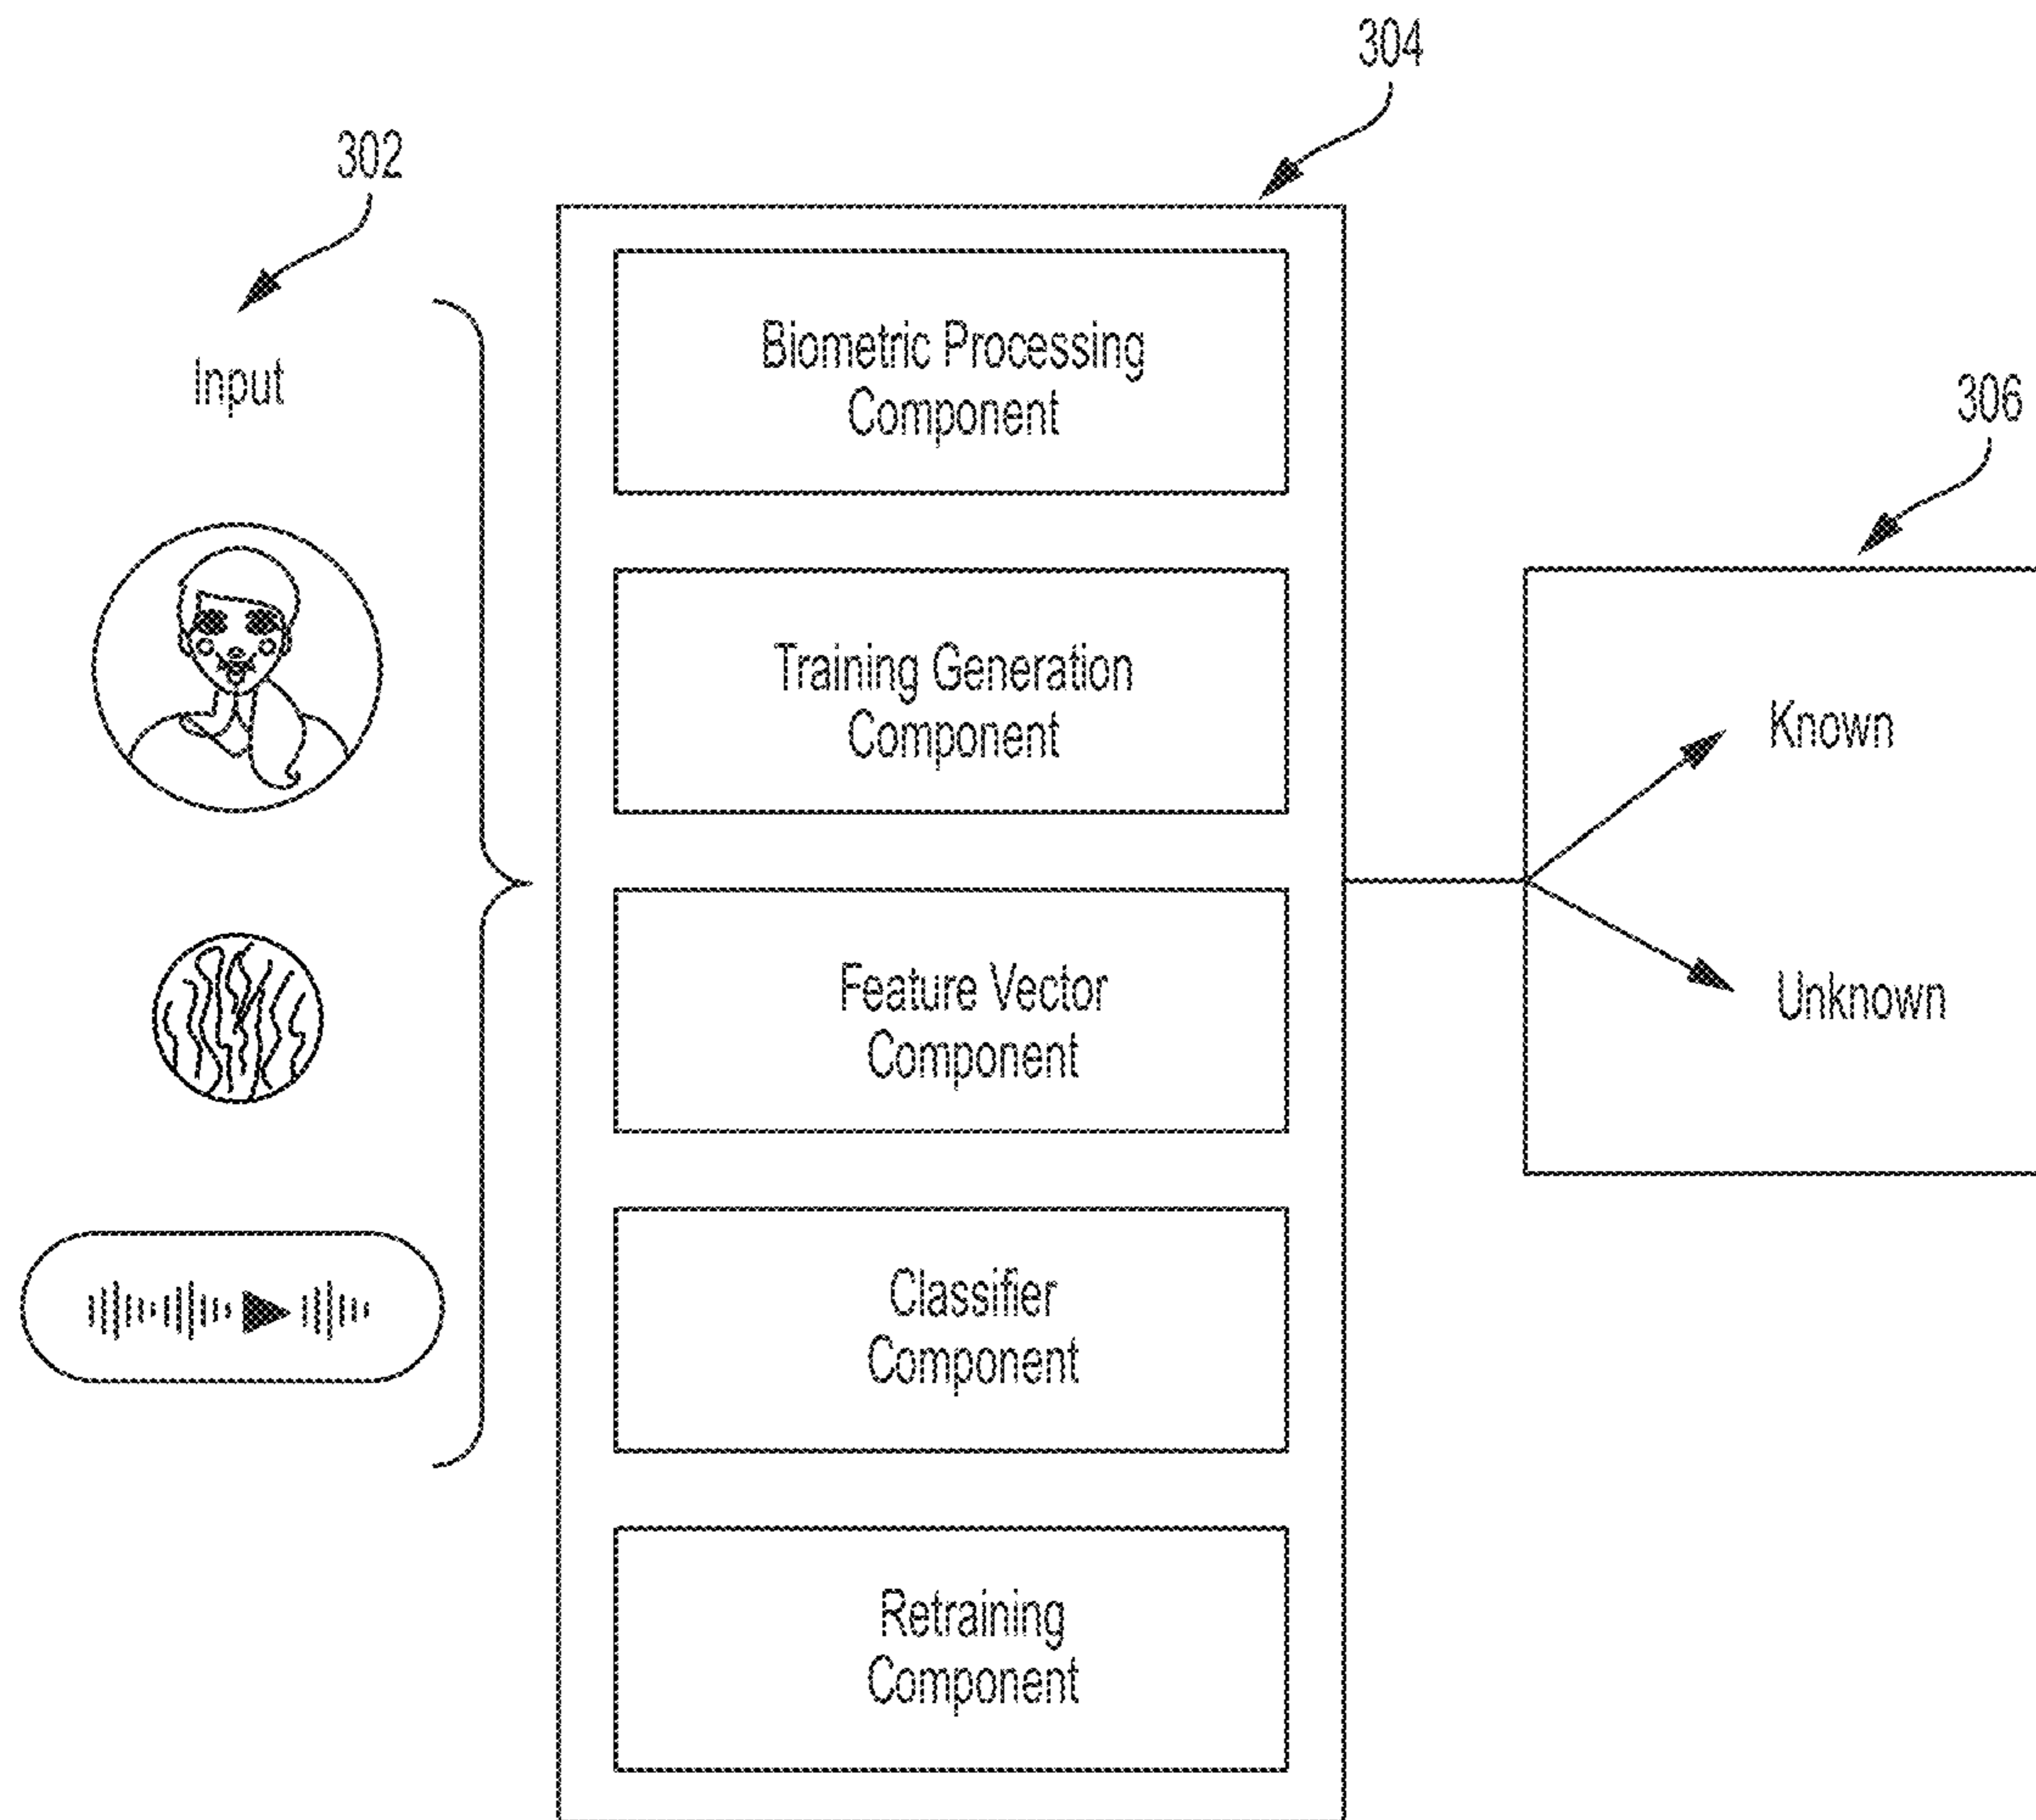 304
302
Input
Biometric Processing
Component
306
Training Generation
Component
Known
Feature Vector
Component
Unknown
Classifier
Component
Retraining
Component